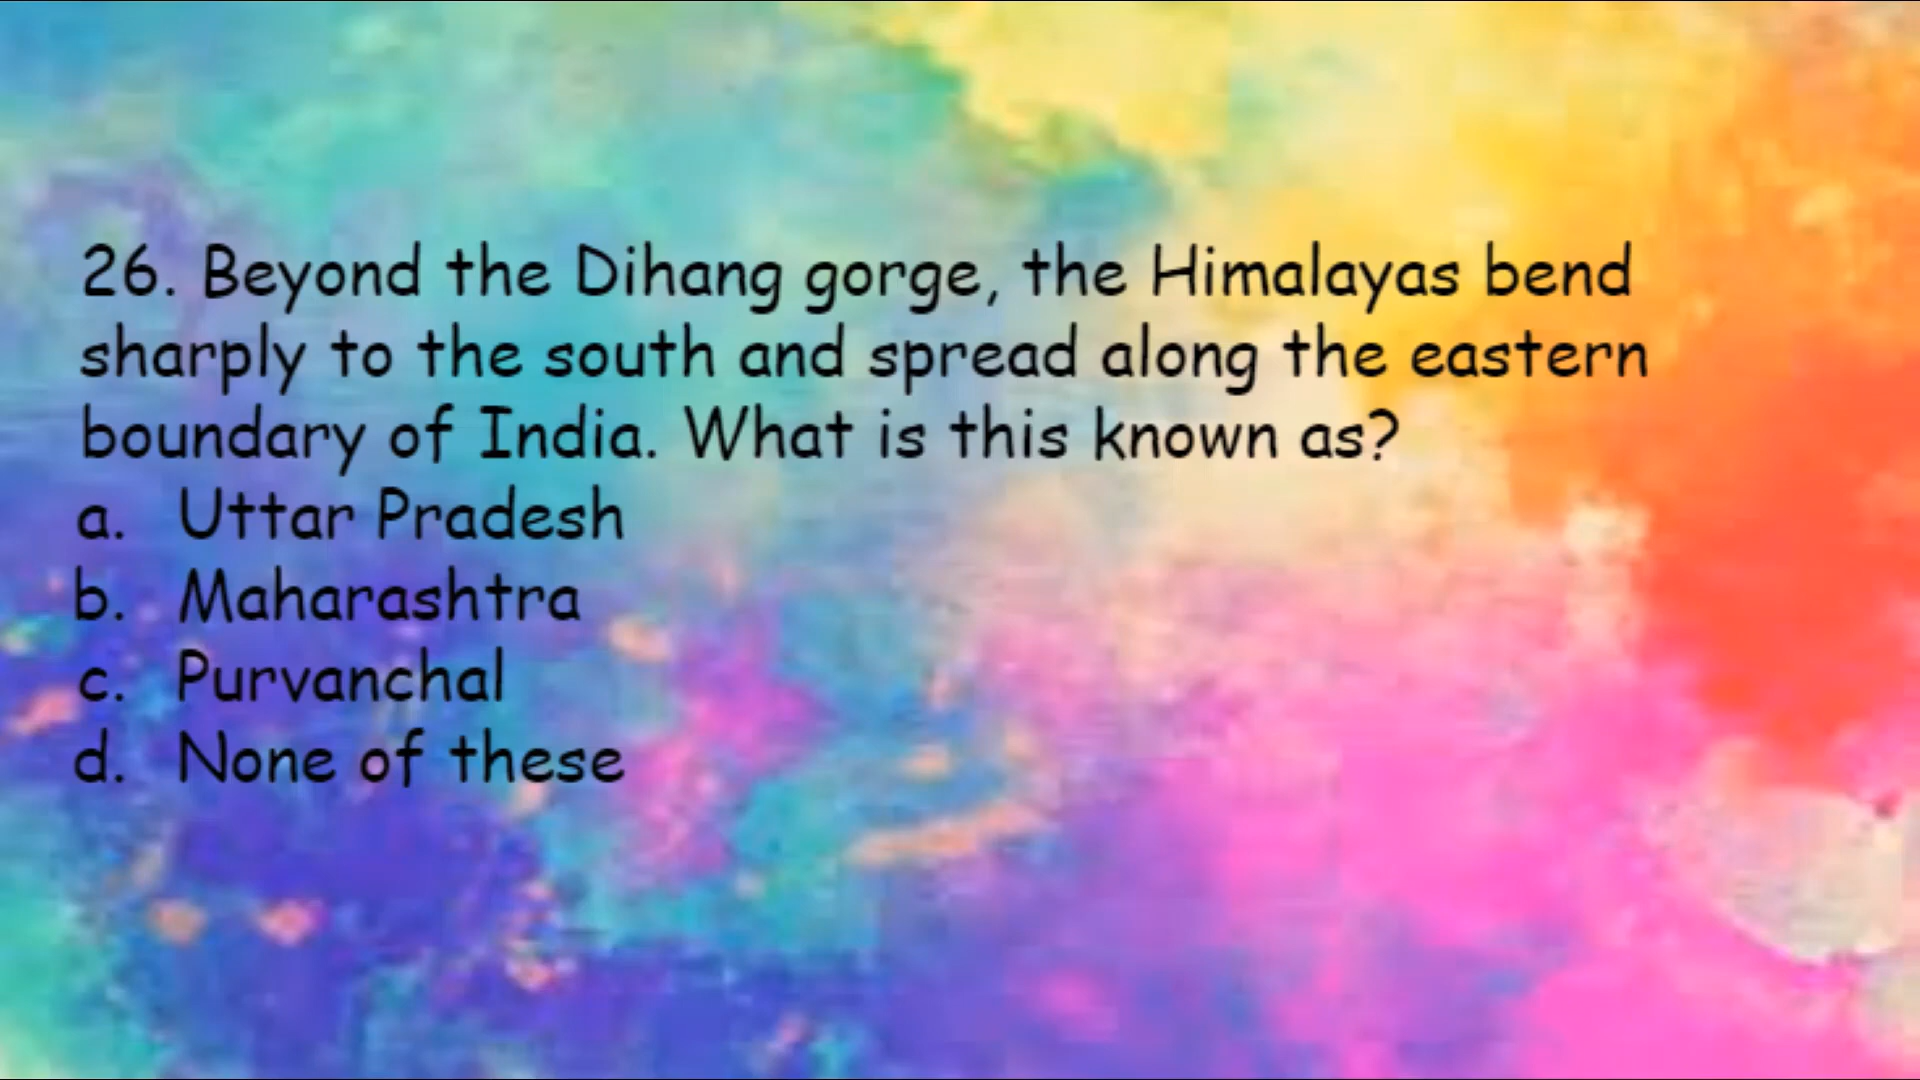 26. Beyond the Dihang gorge, the Himalayas bend
sharply to the south and spread along the eastern
boundary of India. What is this known as?
a. Uttar Pradesh
b. Maharashtra
c. Purvanchal
d. None of these